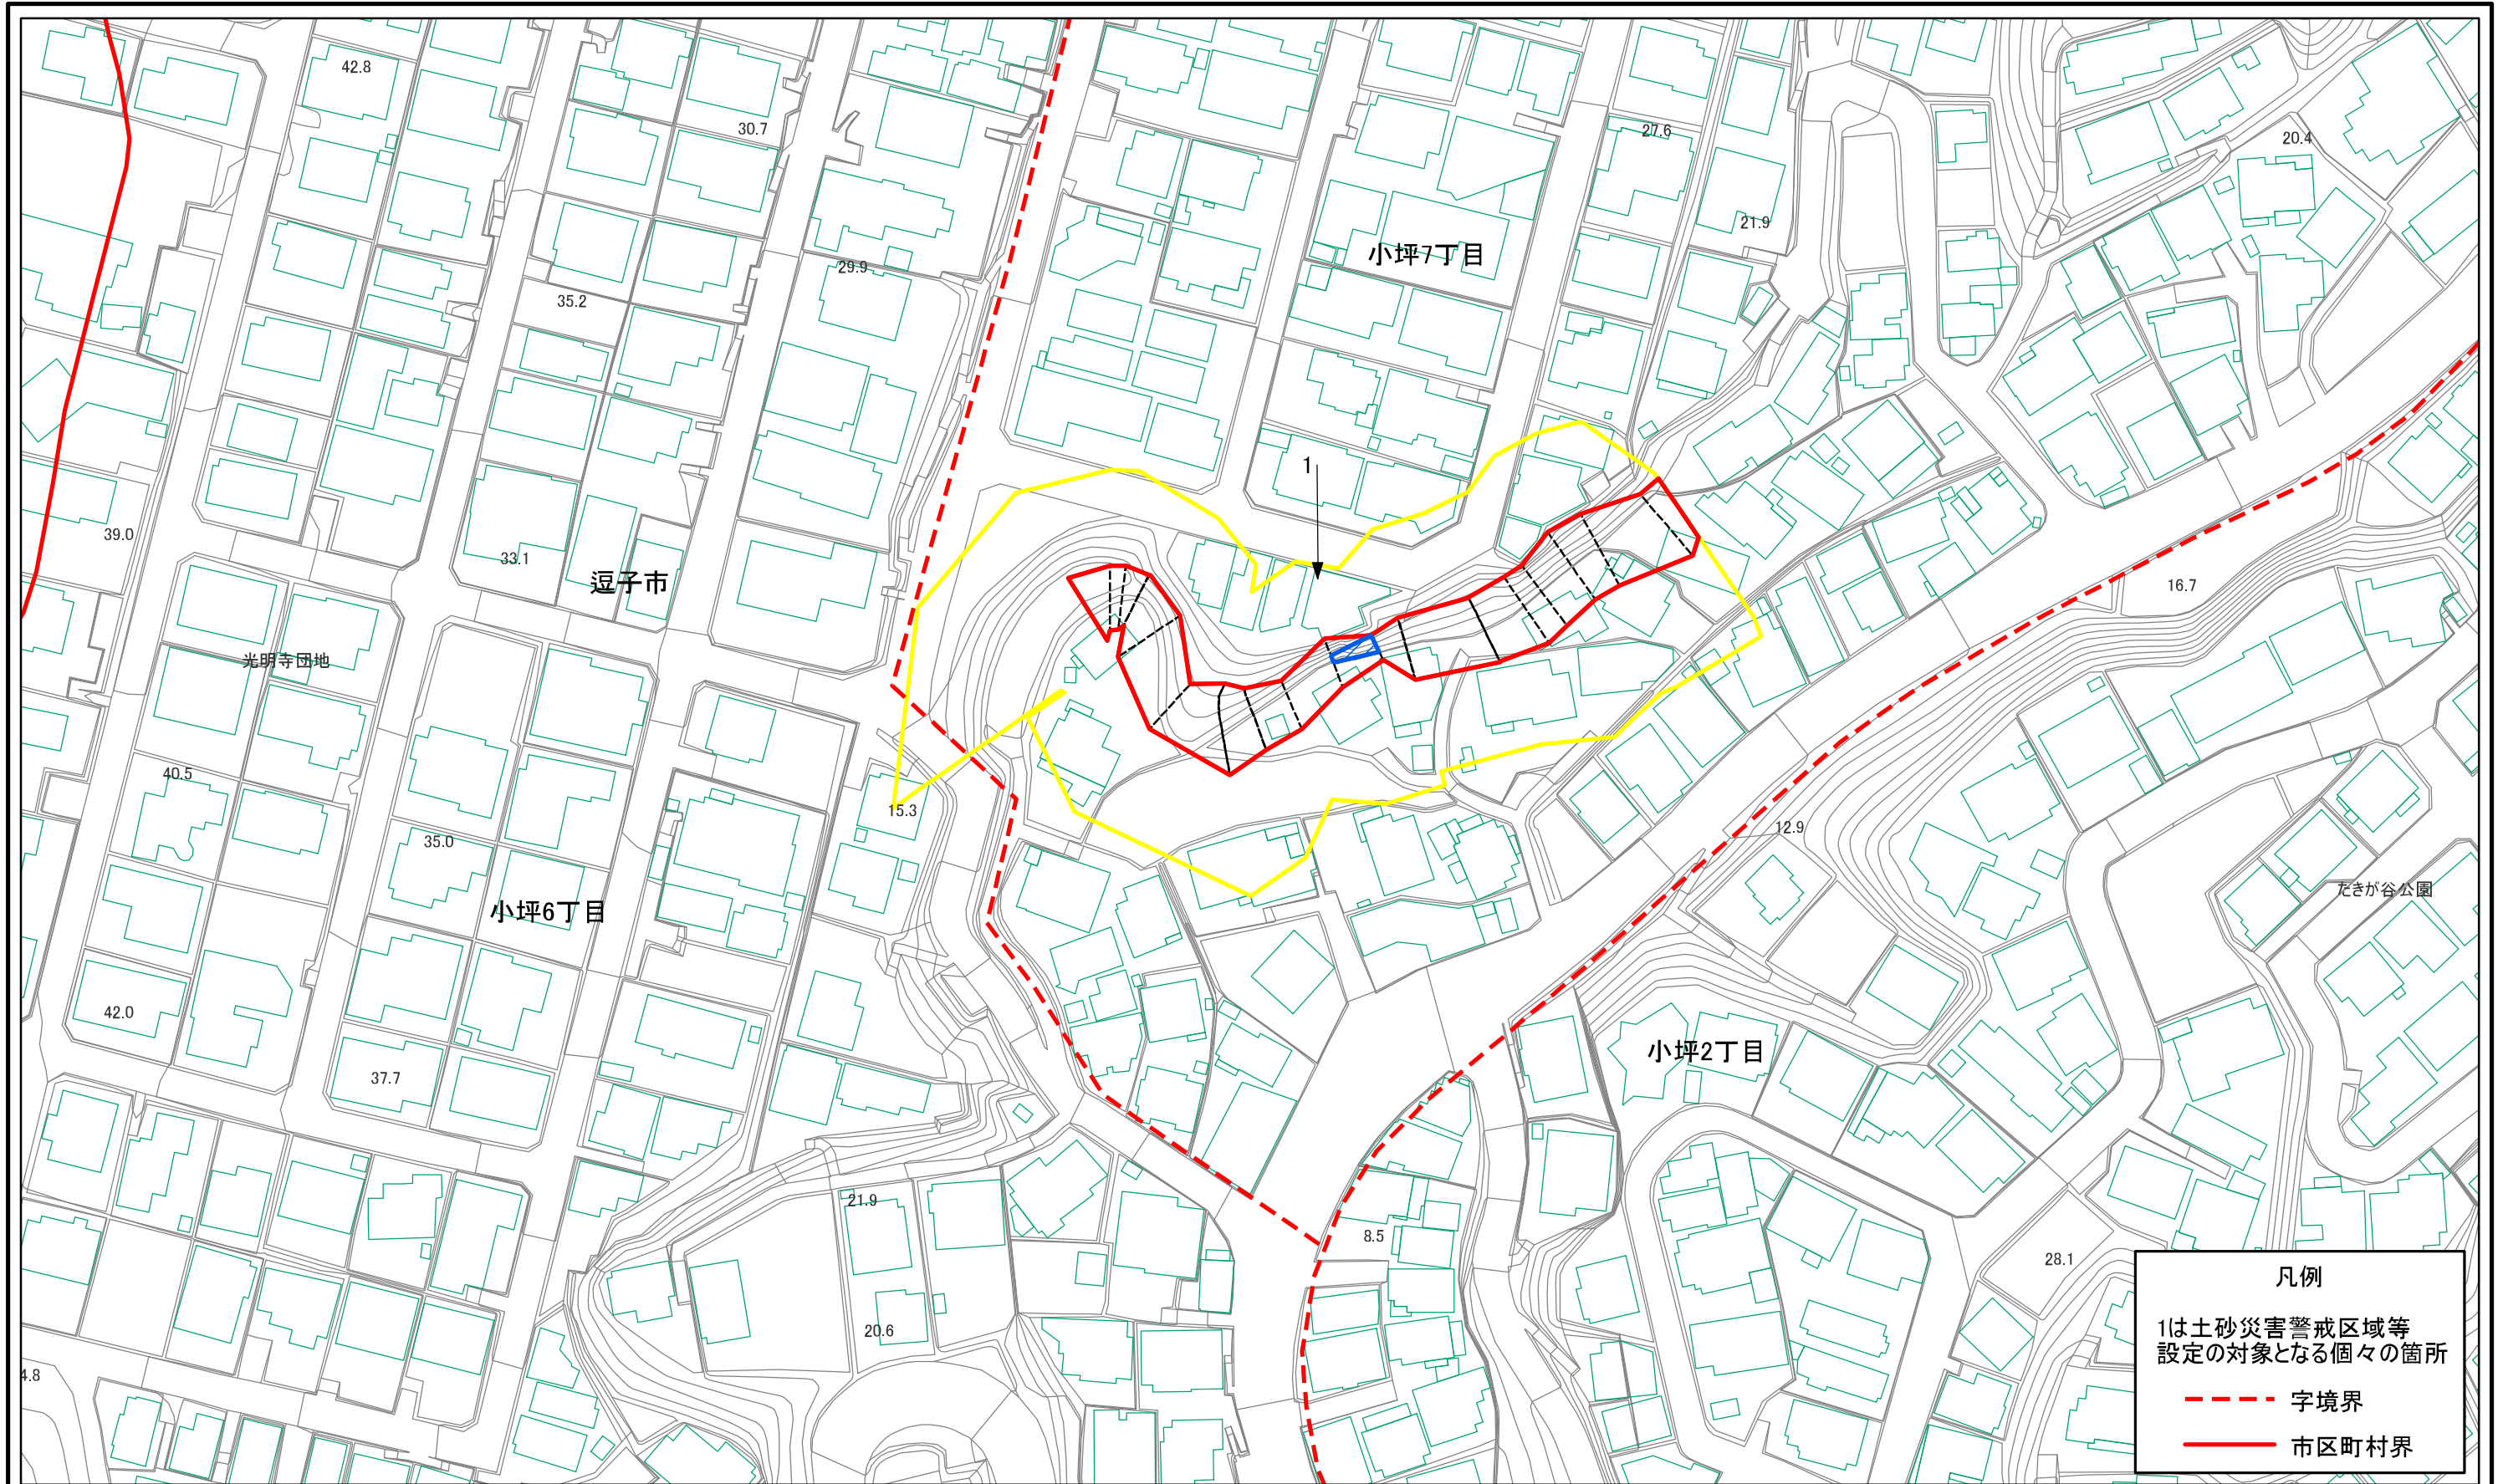 42.8
30.7
27.6
20.4
21.9
小坪7丁目
29.9
35.2
1
39.0
33.1
逗子市
16.7
光明寺団地
40.5
15.3
35.0
12.9
たきが谷公園
小坪6丁目
42.0
小坪2丁目
37.7
21.9
8.5
28.1
20.6
4.8
凡例
1は土砂災害警戒区域等
設定の対象となる個々の箇所
字境界
市区町村界